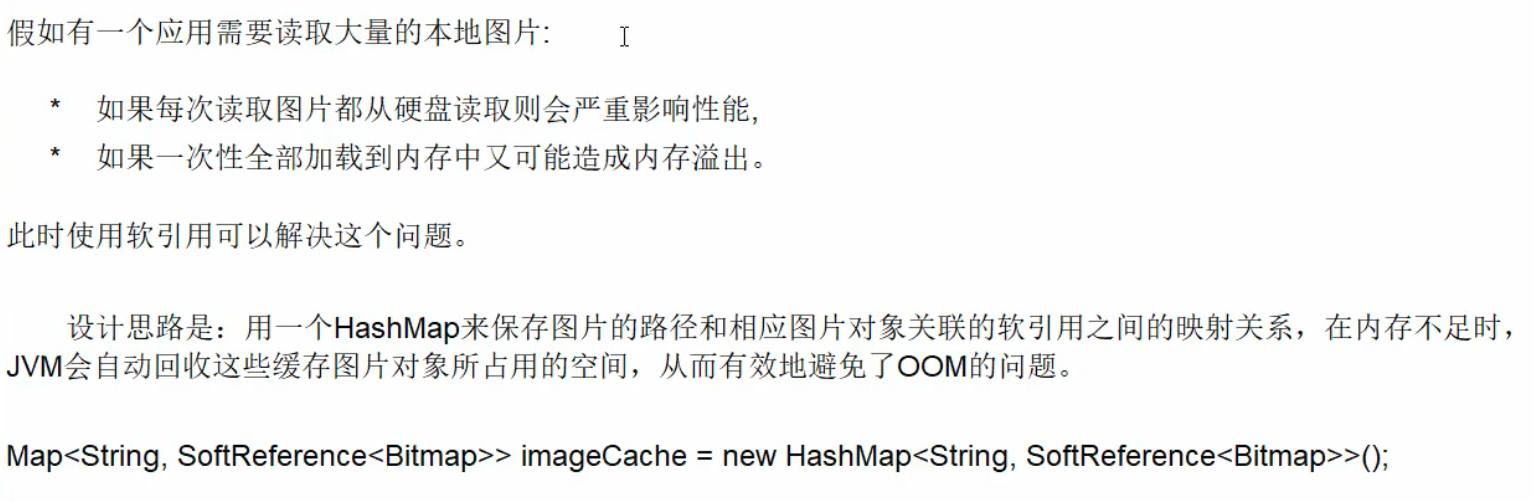 假如有一个应用需要读取大量的本地图片:
* 如果每次读取图片都从硬盘读取则会严重影响性能,
* 如果一次性全部加载到内存中又可能造成内存溢出。
此时使用软引用可以解决这个问题。
设计思路是：用一个HashMap来保存图片的路径和相应图片对象关联的软引用之间的映射关系，在内存不足时，
JVM会自动回收这些缓存图片对象所占用的空间，从而有效地避免了OOM的问题。
Map<String, SoftReference<Bitmap>> imageCache = new HashMap<String, SoftReference<Bitmap>>();